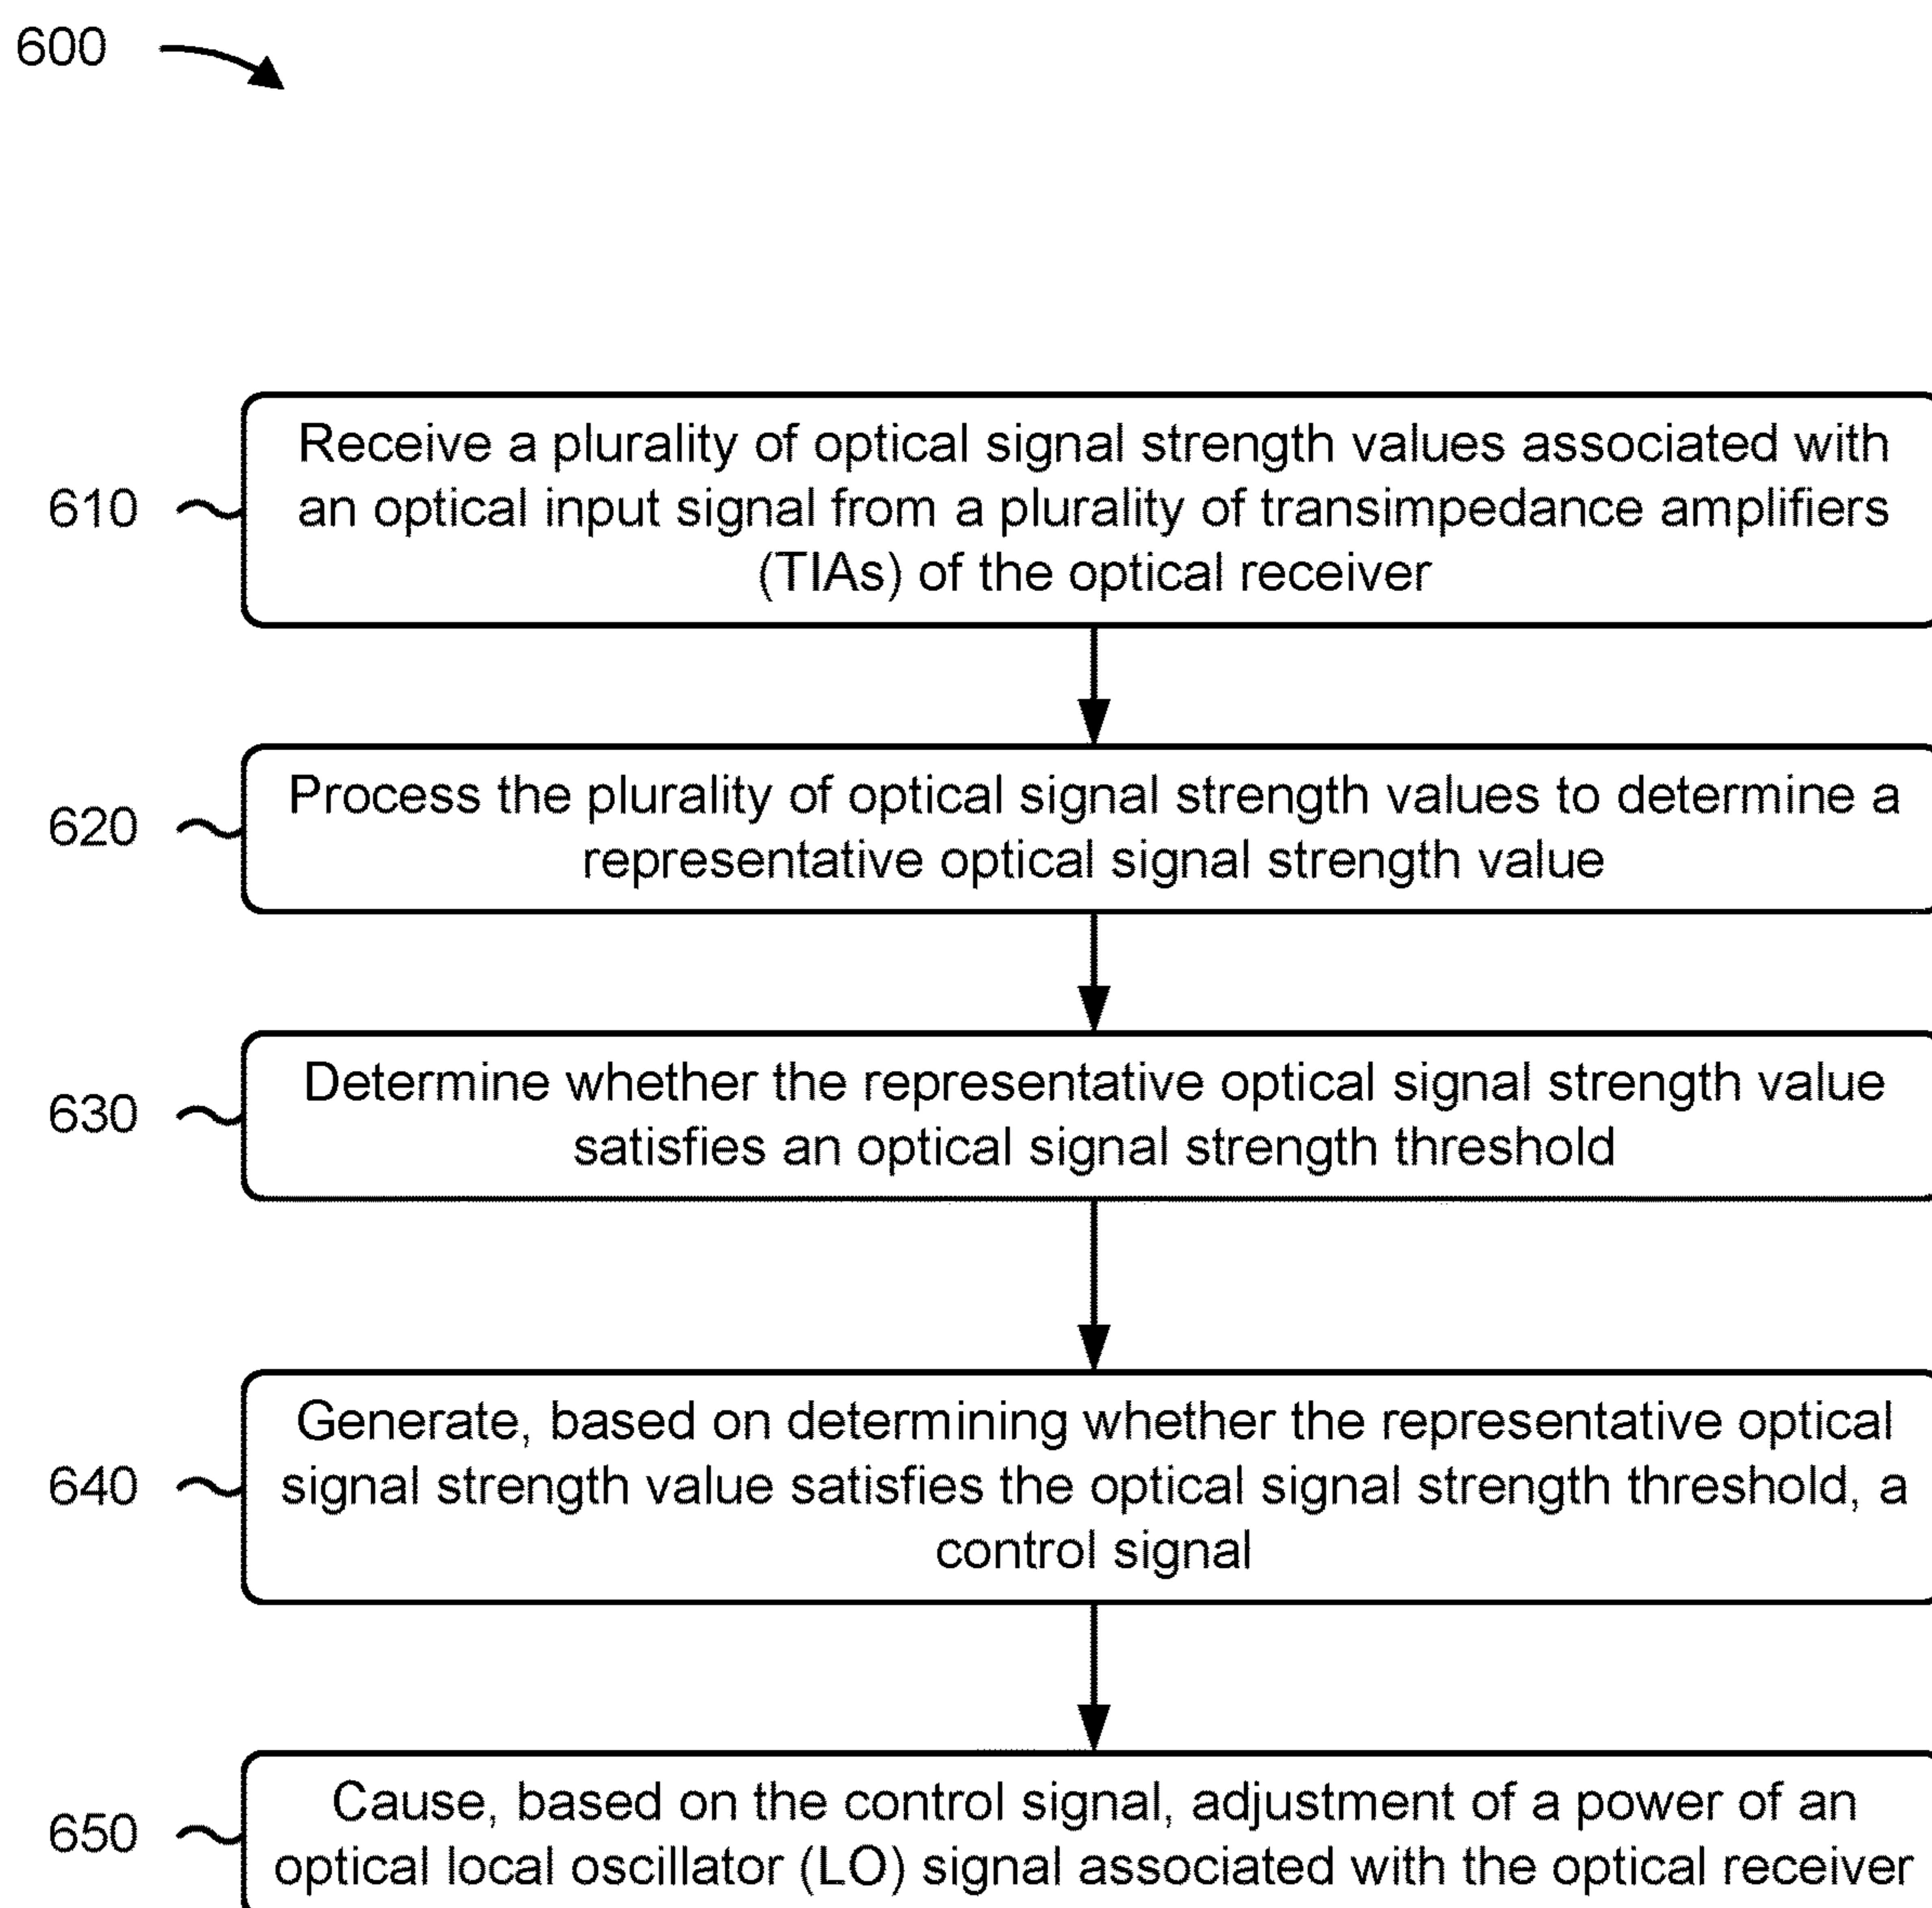 600
Receive a plurality of optical signal strength values associated with
610
an optical input signal from a plurality of transimpedance amplifiers
(TIAs) of the optical receiver
Process the plurality of optical signal strength values to determine a
620
representative optical signal strength value
Determine whether the representative optical signal strength value
630
satisfies an optical signal strength threshold
Generate, based on determining whether the representative optical
640
signal strength value satisfies the optical signal strength threshold, a
control signal
Cause, based on the control signal, adjustment of a power of an
650
optical local oscillator (LO) signal associated with the optical receiver